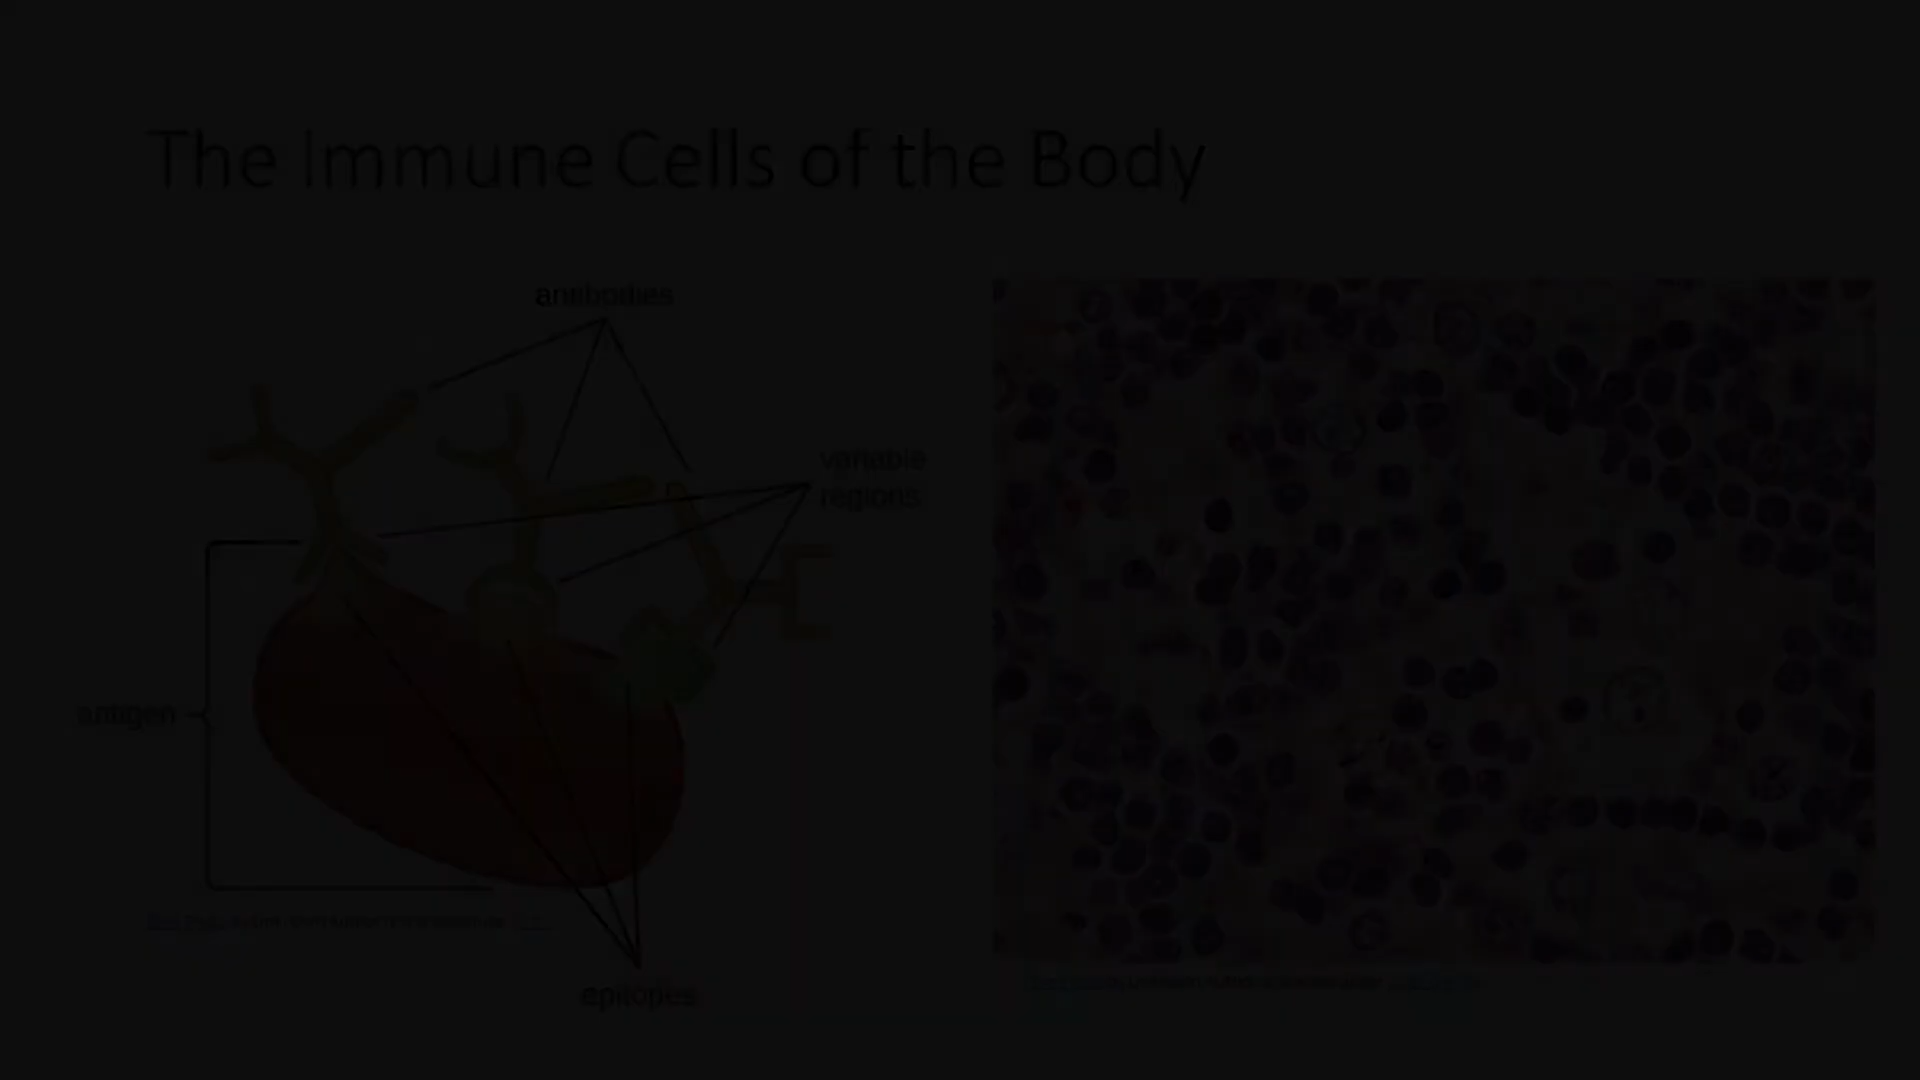 The Immune Cells of the Body
antibodies
variable
regions
antigen
epitopes